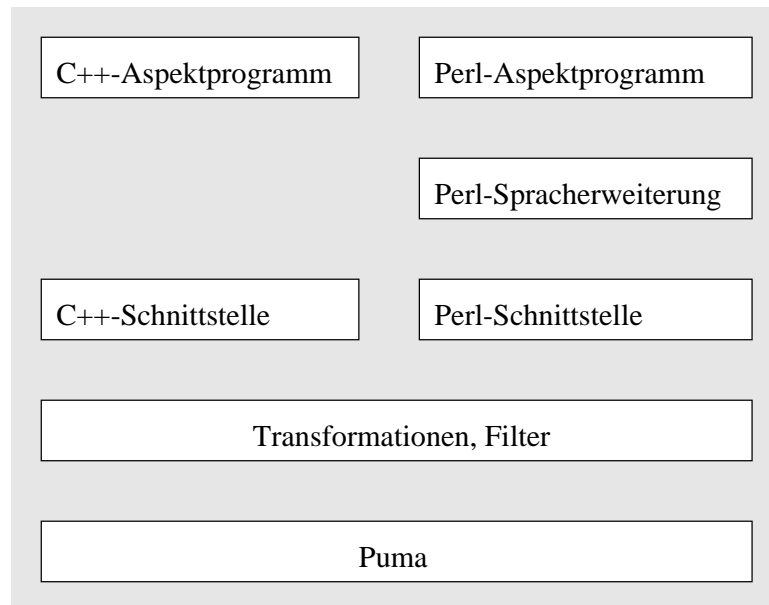 C++-Aspektprogramm
Perl-Aspektprogramm
Perl-Spracherweiterung
C++-Schnittstelle
Perl-Schnittstelle
Transformationen, Filter
Puma